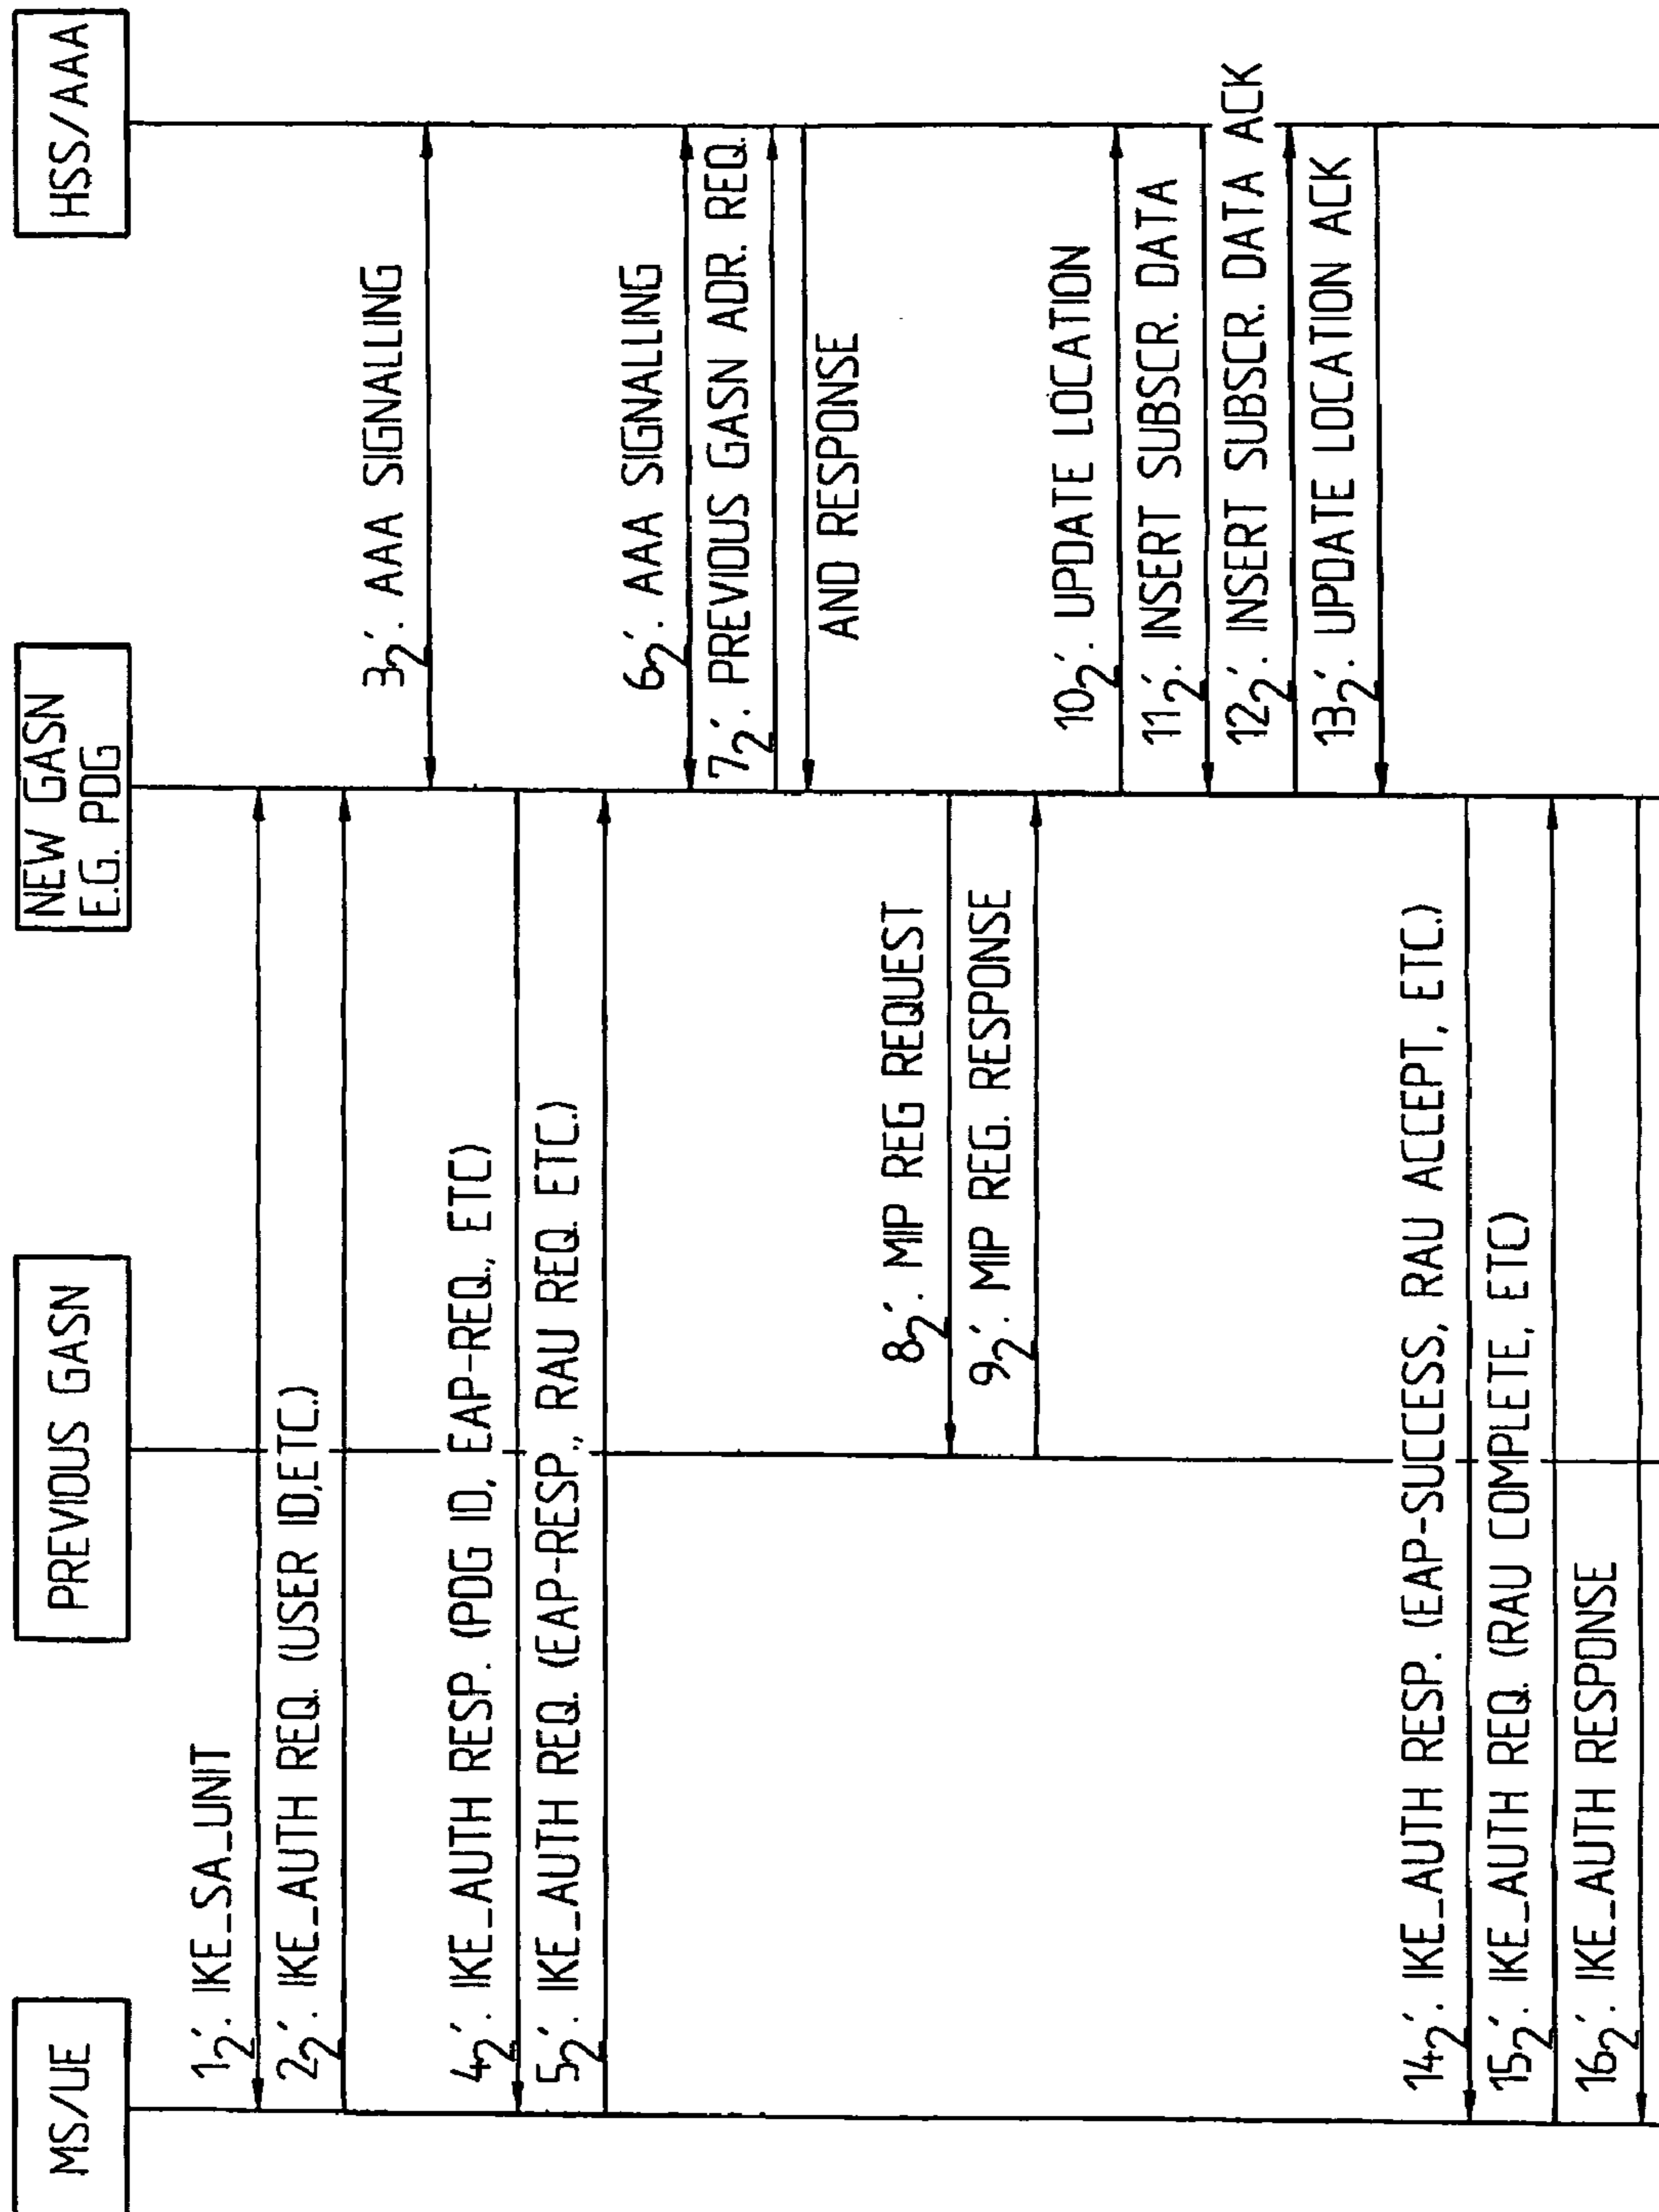 MS/UE
PREVIOUS GASN
NEW GASN
E.G. PDG
HSS/AAA
1₂′. IKE_SA_UNIT
2₂′. IKE_AUTH REQ. (USER ID,ETC.)
3₂′. AAA SIGNALLING
4₂′. IKE_AUTH RESP. (PDG ID, EAP-REQ., ETC)
5₂′. IKE_AUTH REQ. (EAP-RESP., RAU REQ. ETC.)
6₂′. AAA SIGNALLING
7₂′. PREVIOUS GASN ADR. REQ.
AND RESPONSE
8₂′. MIP REG REQUEST
9₂′. MIP REG. RESPONSE
10₂′. UPDATE LOCATION
11₂′. INSERT SUBSCR. DATA
12₂′. INSERT SUBSCR. DATA ACK
13₂′. UPDATE LOCATION ACK
14₂′. IKE_AUTH RESP. (EAP-SUCCESS, RAU ACCEPT, ETC.)
15₂′. IKE_AUTH REQ. (RAU COMPLETE, ETC)
16₂′. IKE_AUTH RESPONSE